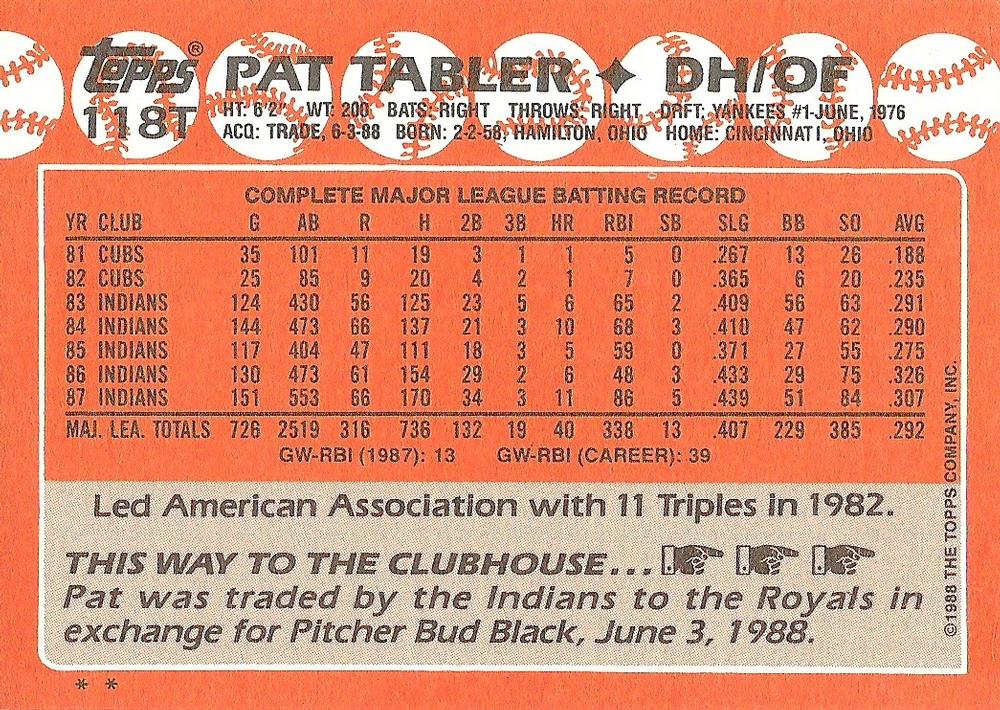 topps®
118T
PAT TABLER ✦ DH/OF
HT: 6'2" WT: 200 BATS: RIGHT THROWS: RIGHT DRFT: YANKEES #1-JUNE, 1976
ACQ: TRADE, 6-3-88 BORN: 2-2-58, HAMILTON, OHIO HOME: CINCINNATI, OHIO
COMPLETE MAJOR LEAGUE BATTING RECORD
YR CLUB G AB R H 2B 3B HR RBI SB SLG BB SO AVG
81 CUBS 35 101 11 19 3 1 1 5 0 .267 13 26 .188
82 CUBS 25 85 9 20 4 2 1 7 0 .365 6 20 .235
83 INDIANS 124 430 56 125 23 5 6 65 2 .409 56 63 .291
84 INDIANS 144 473 66 137 21 3 10 68 3 .410 47 62 .290
85 INDIANS 117 404 47 111 18 3 5 59 0 .371 27 55 .275
86 INDIANS 130 473 61 154 29 2 6 48 3 .433 29 75 .326
87 INDIANS 151 553 66 170 34 3 11 86 5 .439 51 84 .307
MAJ. LEA. TOTALS 726 2519 316 736 132 19 40 338 13 .407 229 385 .292
GW-RBI (1987): 13 GW-RBI (CAREER): 39
Led American Association with 11 Triples in 1982.
THIS WAY TO THE CLUBHOUSE...
Pat was traded by the Indians to the Royals in
exchange for Pitcher Bud Black, June 3, 1988.
©1988 THE TOPPS COMPANY, INC.
* *